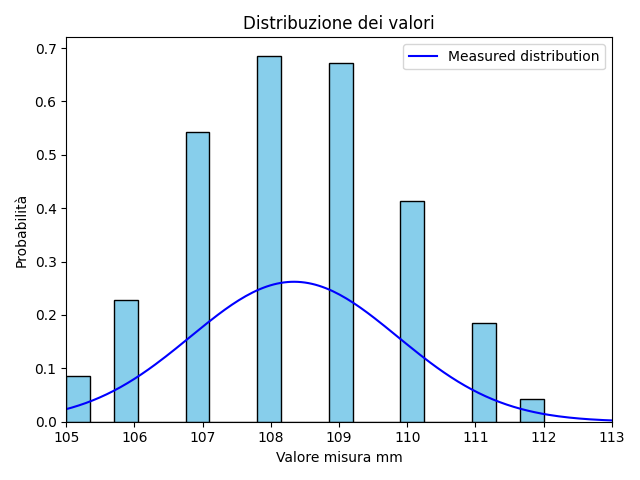 Distribuzione dei valori
Measured distribution
Probabilità
0.7
0.6
0.5
0.4
0.3
0.2
0.1
0.0
105 106 107 108 109 110 111 112 113
Valore misura mm